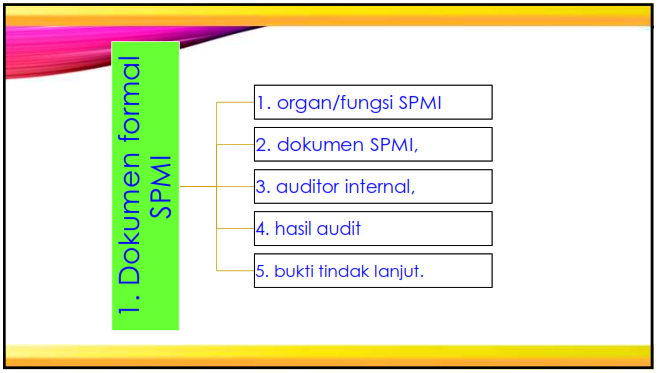 1. Dokumen formal
SPMI
1. organ/fungsi SPMI
2. dokumen SPMI,
3. auditor internal,
4. hasil audit
5. bukti tindak lanjut.